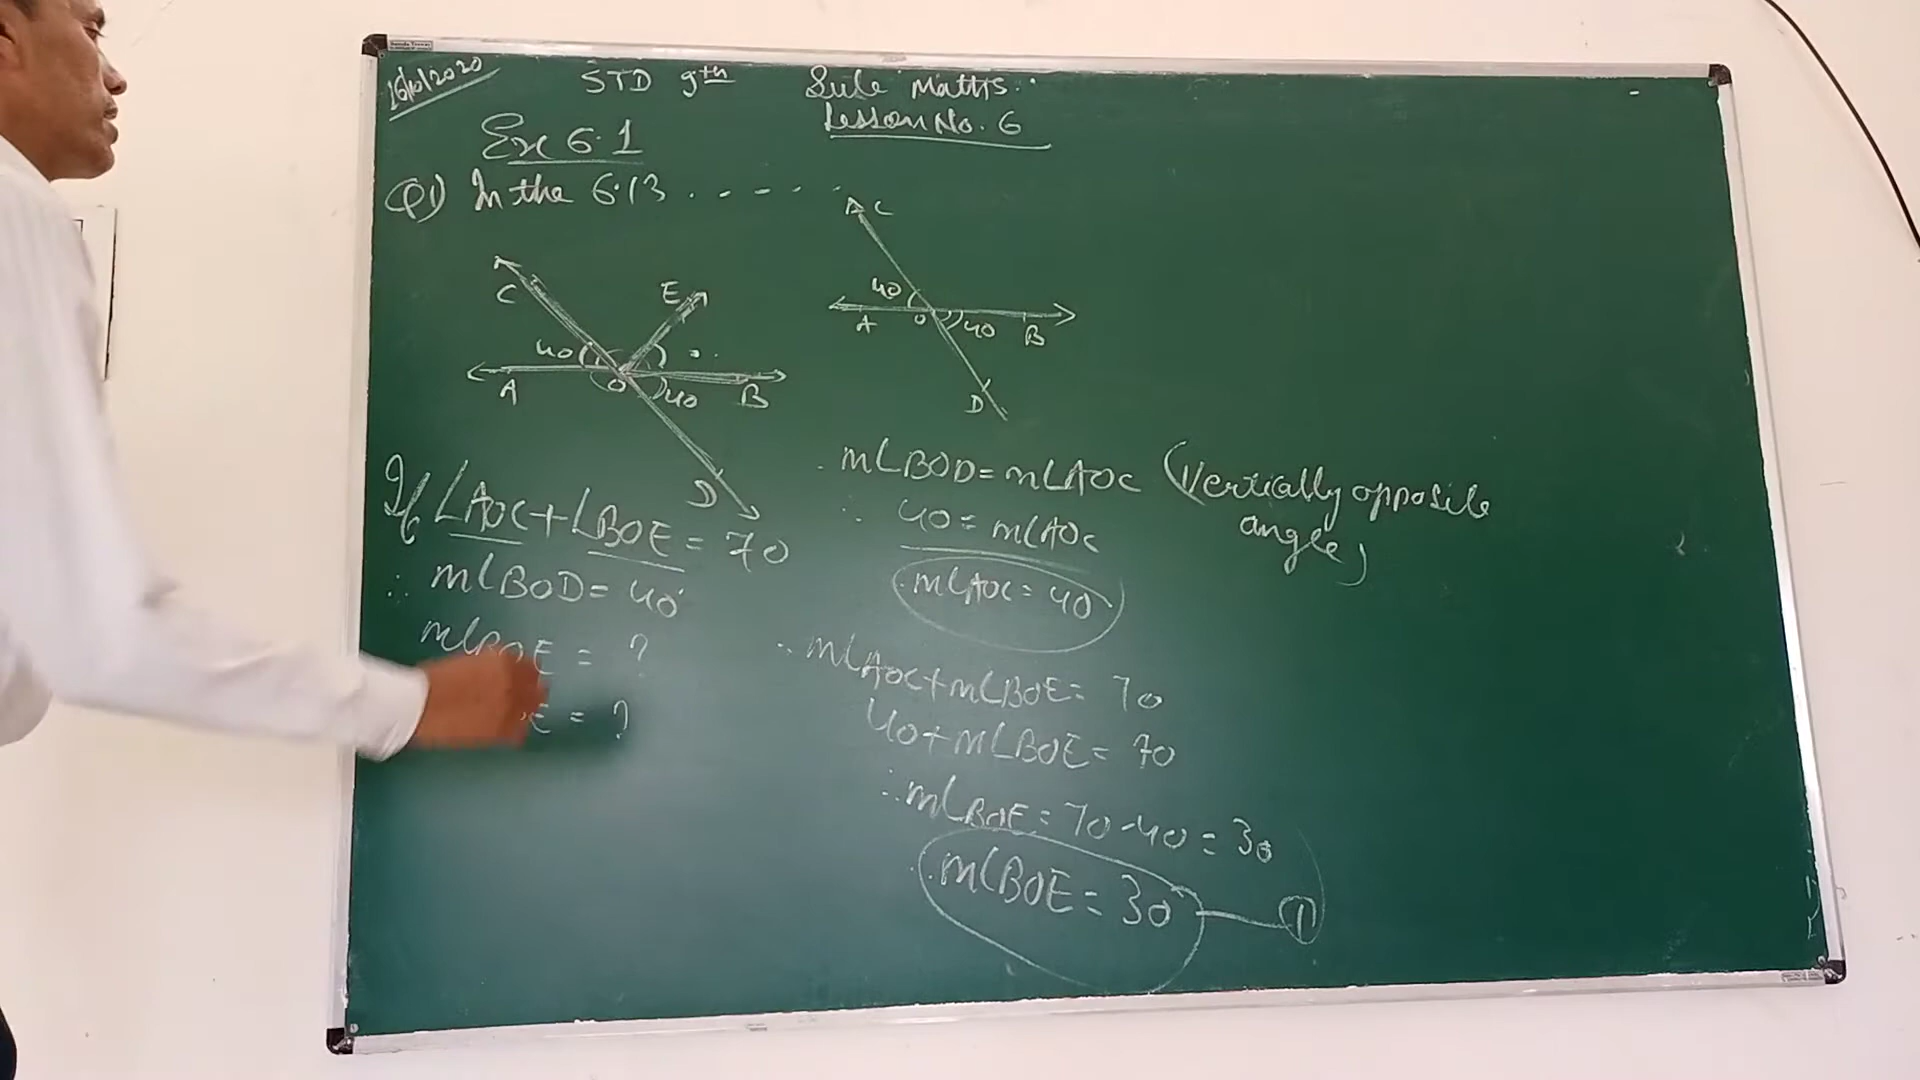 16/10/2020
STD 9th
Sub:- Maths.
Lesson No. 6
Ex 6.1
Q1) In the 6.13 . - - - . .
C
E
40
A
O
40
B
D
C
40
A
O
40
B
D
If ∠AOC+∠BOE = 70
∴ m∠BOD = 40°
m∠BOE = ?
E = ?
m∠BOD = m∠AOC (Vertically opposite
angle)
∴ 40 = m∠AOC
m∠AOC = 40
∴ m∠AOC+m∠BOE = 70
40+m∠BOE = 70
∴ m∠BOE = 70-40 = 30
∴ m∠BOE = 30 — ①